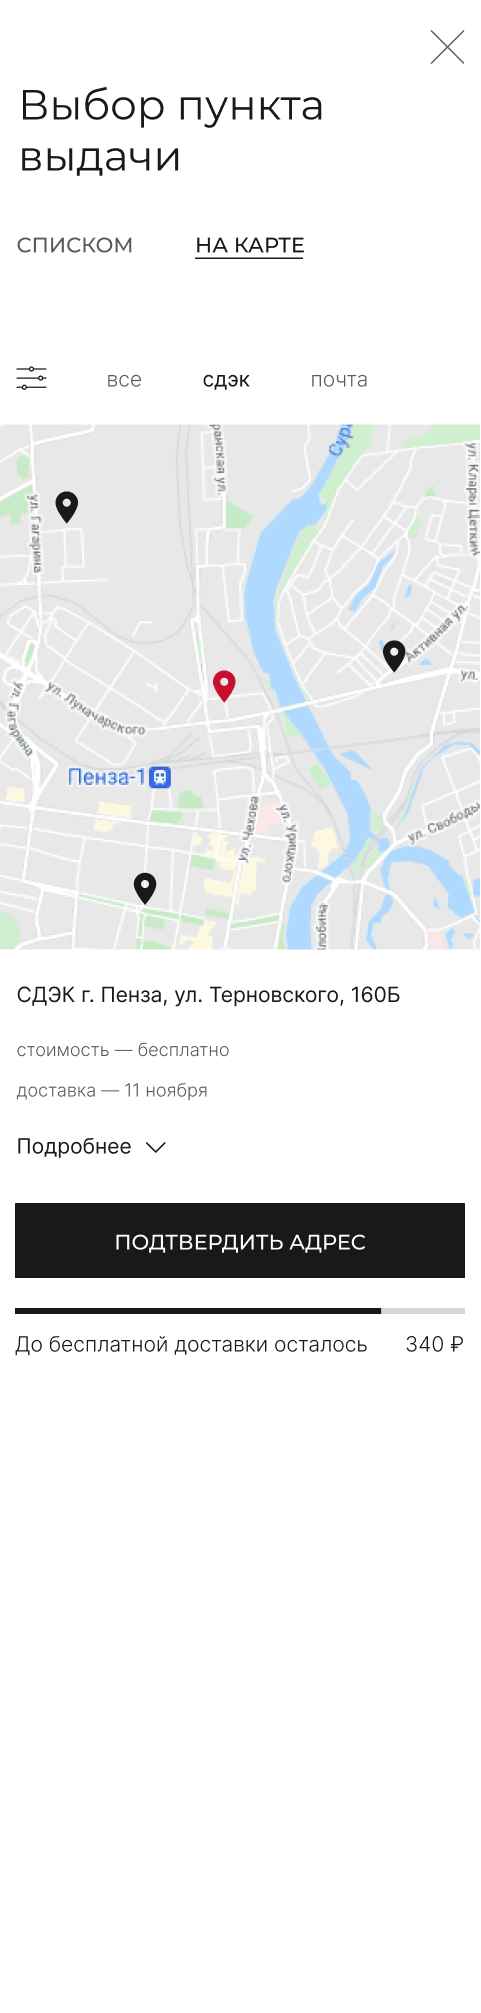 Выбор пункта
выдачи
СПИСКОМ
НА КАРТЕ
все
сдэк
почта
ранская ул.
Сура
ул. Клары Цеткин
ул. Гагарина
Активная ул.
ул.
ул. Гагарина
ул. Луначарского
Пенза-1
ул. Чехова
ул. Урицкого
ул. Свободы
СДЭК г. Пенза, ул. Терновского, 160Б
стоимость — бесплатно
доставка — 11 ноября
Подробнее
ПОДТВЕРДИТЬ АДРЕС
До бесплатной доставки осталось 340 ₽